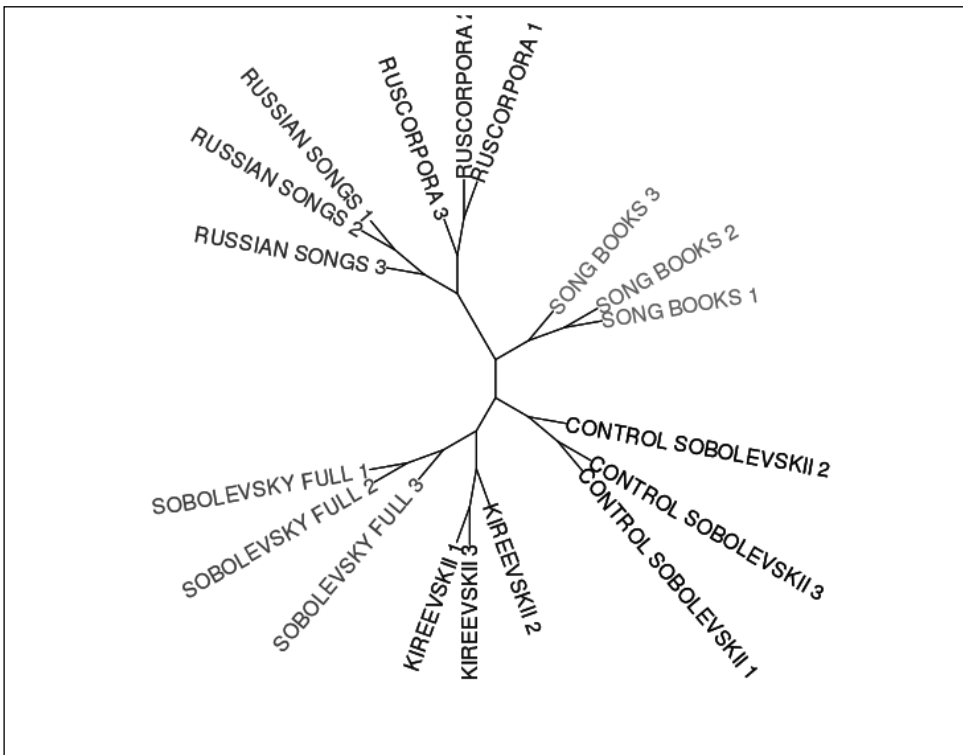 RUSCORPORA 2
RUSCORPORA 1
RUSCORPORA 3
RUSSIAN SONGS 1
RUSSIAN SONGS 2
RUSSIAN SONGS 3
SONG BOOKS 3
SONG BOOKS 2
SONG BOOKS 1
CONTROL SOBOLEVSKII 2
CONTROL SOBOLEVSKII 3
CONTROL SOBOLEVSKII 1
SOBOLEVSKY FULL 1
SOBOLEVSKY FULL 2
SOBOLEVSKY FULL 3
KIREEVSKII 1
KIREEVSKII 3
KIREEVSKII 2